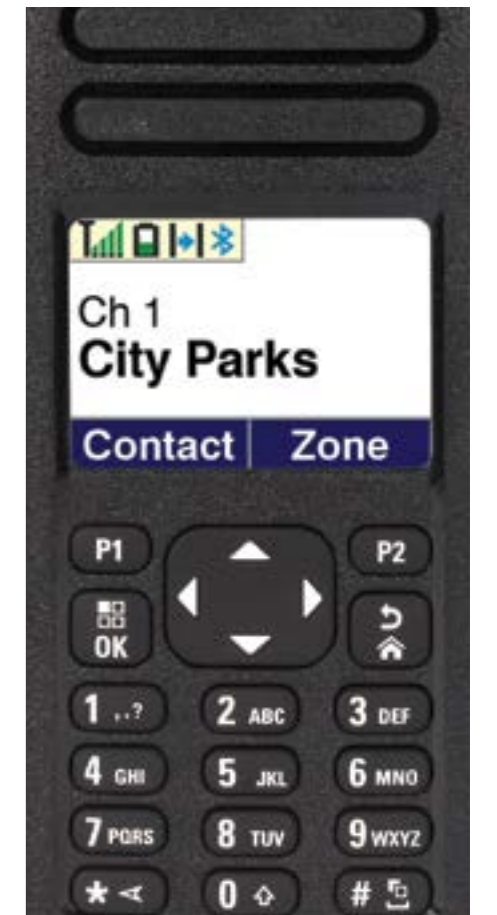 Ch 1
City Parks
Contact Zone
P1 P2
OK
1 ,.? 2 ABC 3 DEF
4 GHI 5 JKL 6 MNO
7 PQRS 8 TUV 9 WXYZ
* 0 #